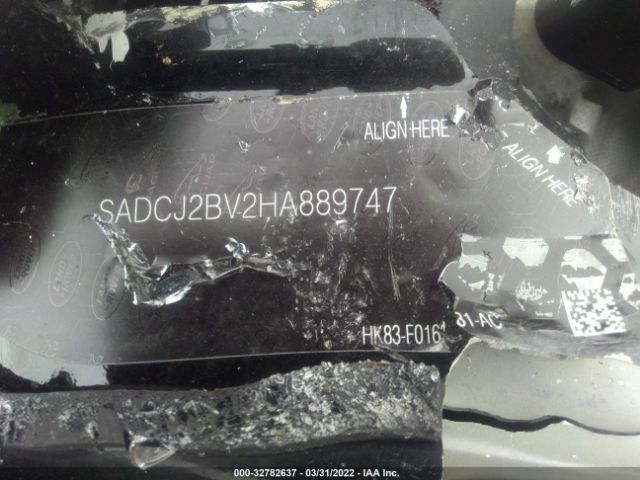 ALIGN HERE
ALIGN HERE
SADCJ2BV2HA889747
HK83-F016
31-AC
000-32782637 - 03/31/2022 - IAA Inc.